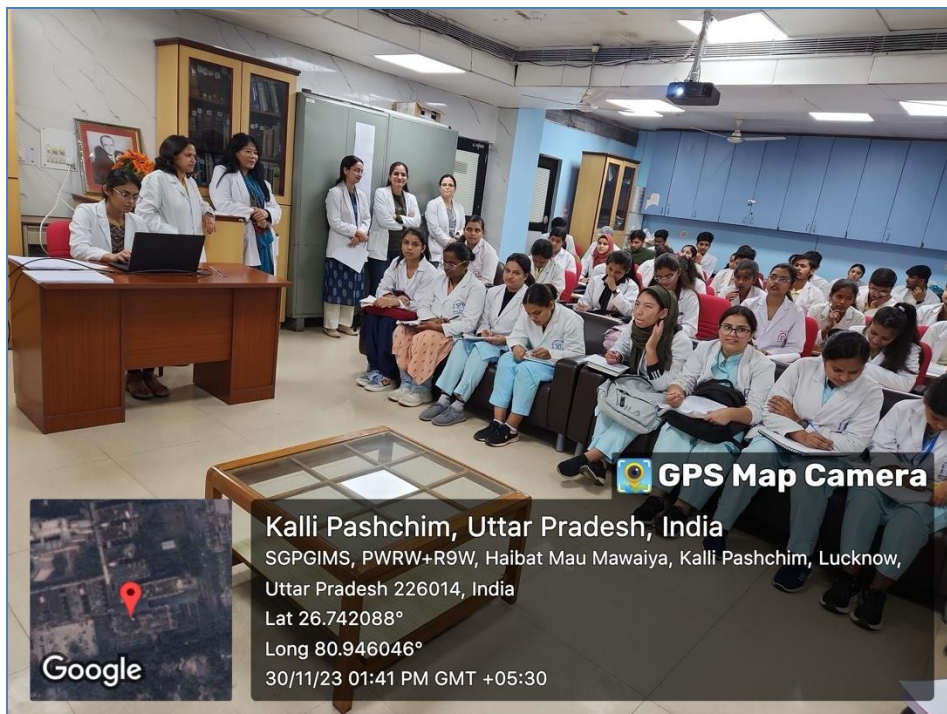 GPS Map Camera
Kalli Pashchim, Uttar Pradesh, India
SGPGIMS, PWRW+R9W, Haibat Mau Mawaiya, Kalli Pashchim, Lucknow,
Uttar Pradesh 226014, India
Lat 26.742088°
Long 80.946046°
30/11/23 01:41 PM GMT +05:30
Google